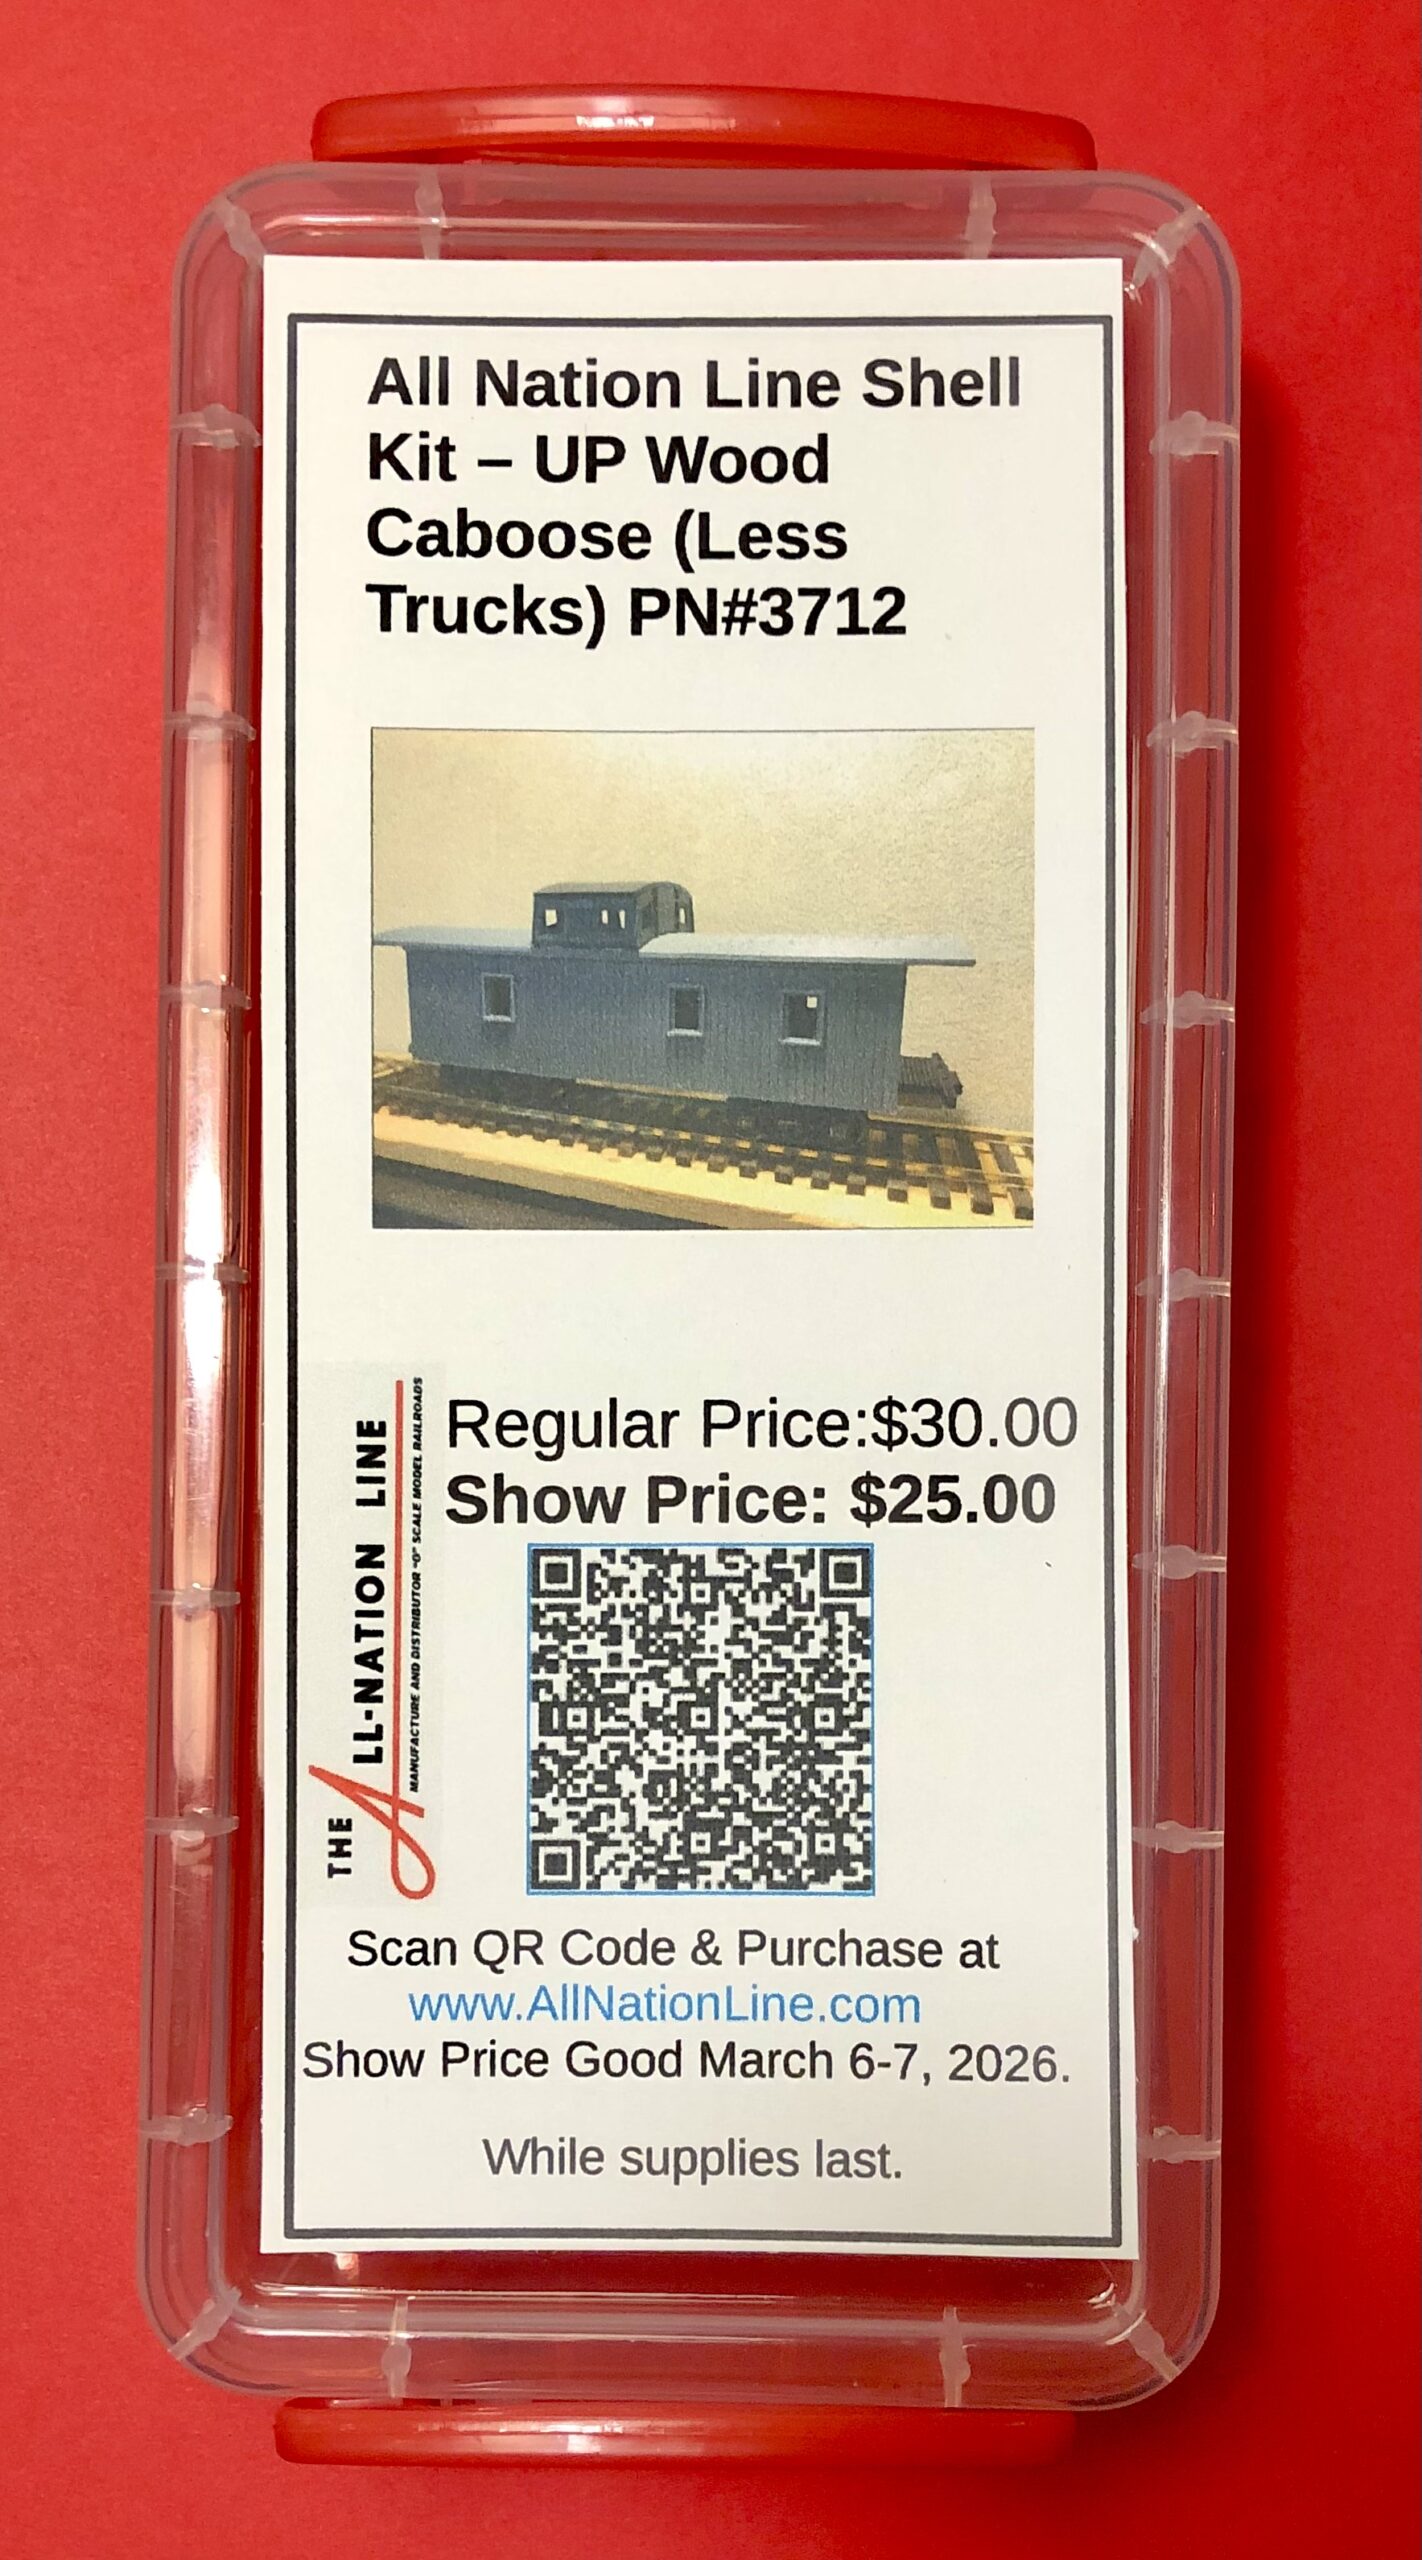 All Nation Line Shell
Kit – UP Wood
Caboose (Less
Trucks) PN#3712
Regular Price:$30.00
Show Price: $25.00
THE ALL-NATION LINE
MANUFACTURE AND DISTRIBUTOR "O" SCALE MODEL RAILROADS
Scan QR Code & Purchase at
www.AllNationLine.com
Show Price Good March 6-7, 2026.
While supplies last.